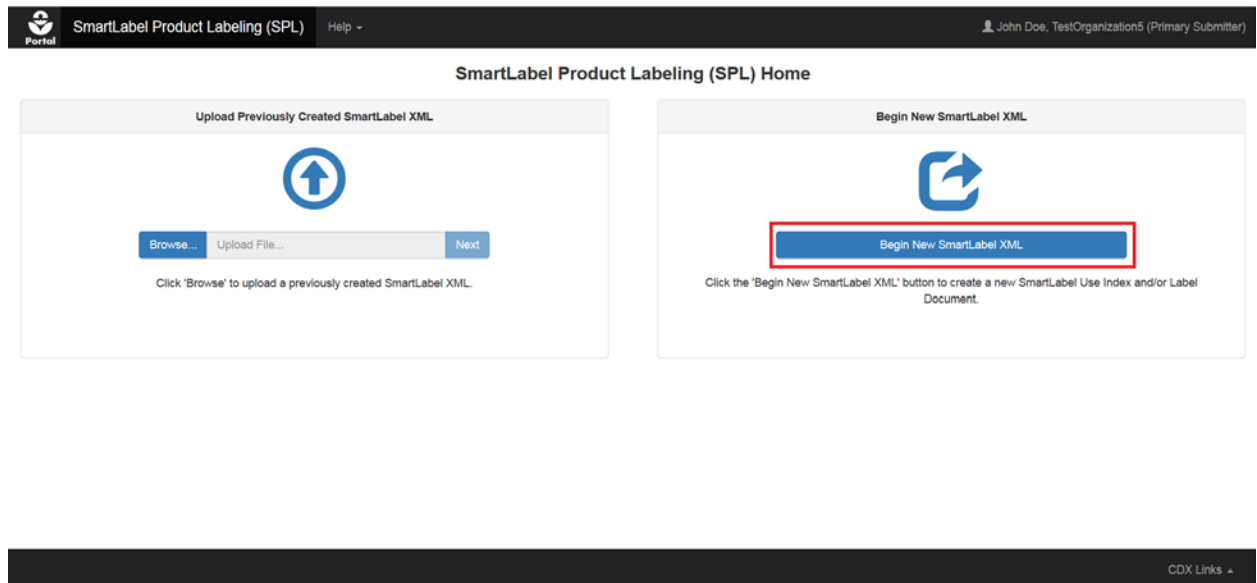 Portal
SmartLabel Product Labeling (SPL)
Help
John Doe, TestOrganization5 (Primary Submitter)
SmartLabel Product Labeling (SPL) Home
Upload Previously Created SmartLabel XML
Browse...
Upload File...
Next
Click 'Browse' to upload a previously created SmartLabel XML.
Begin New SmartLabel XML
Begin New SmartLabel XML
Click the 'Begin New SmartLabel XML' button to create a new SmartLabel Use Index and/or Label
Document.
CDX Links